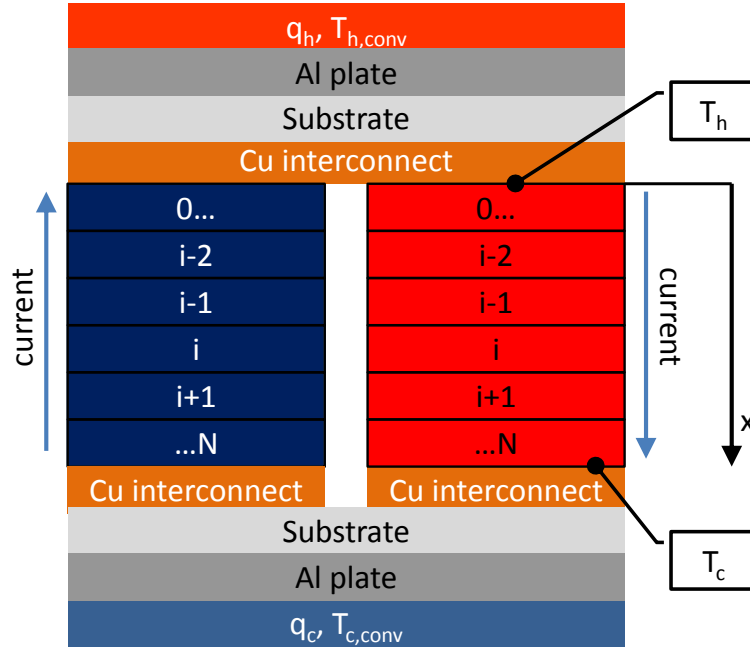 qh, Th,conv
Al plate
Substrate
Th
Cu interconnect
current
0...
i-2
i-1
i
i+1
...N
0...
i-2
i-1
i
i+1
...N
current
x
Cu interconnect
Cu interconnect
Substrate
Tc
Al plate
qc, Tc,conv